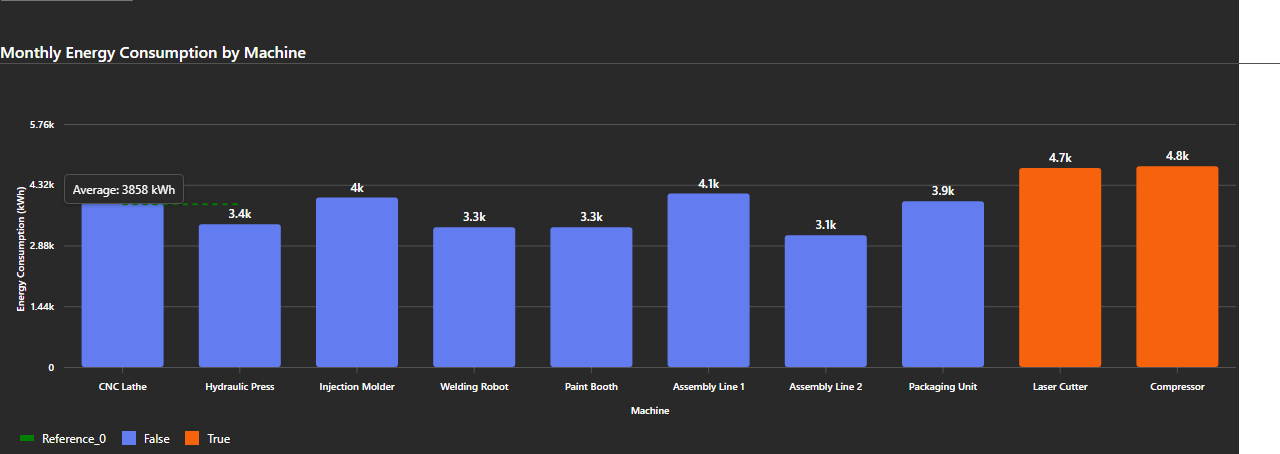 Monthly Energy Consumption by Machine
Energy Consumption (kWh)
5.76k
4.32k
2.88k
1.44k
0
Average: 3858 kWh
3.4k
4k
3.3k
3.3k
4.1k
3.1k
3.9k
4.7k
4.8k
CNC Lathe
Hydraulic Press
Injection Molder
Welding Robot
Paint Booth
Assembly Line 1
Assembly Line 2
Packaging Unit
Laser Cutter
Compressor
Machine
Reference_0
False
True